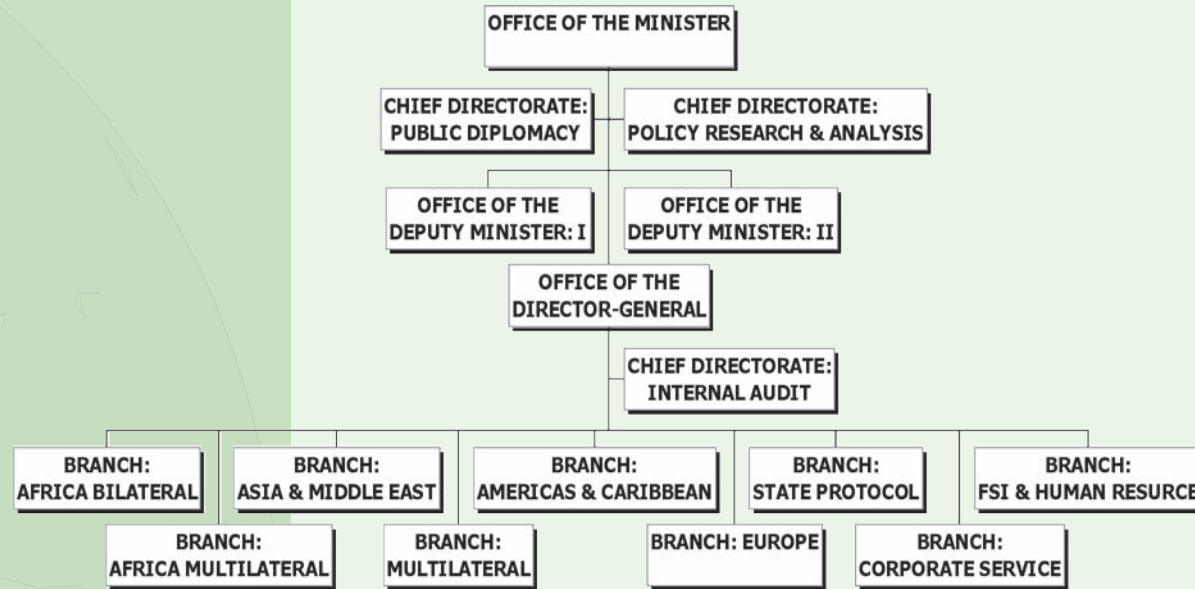 OFFICE OF THE MINISTER
CHIEF DIRECTORATE:
PUBLIC DIPLOMACY
CHIEF DIRECTORATE:
POLICY RESEARCH & ANALYSIS
OFFICE OF THE
DEPUTY MINISTER: I
OFFICE OF THE
DEPUTY MINISTER: II
OFFICE OF THE
DIRECTOR-GENERAL
CHIEF DIRECTORATE:
INTERNAL AUDIT
BRANCH:
AFRICA BILATERAL
BRANCH:
ASIA & MIDDLE EAST
BRANCH:
AMERICAS & CARIBBEAN
BRANCH:
STATE PROTOCOL
BRANCH:
FSI & HUMAN RESURCE
BRANCH:
AFRICA MULTILATERAL
BRANCH:
MULTILATERAL
BRANCH: EUROPE
BRANCH:
CORPORATE SERVICE